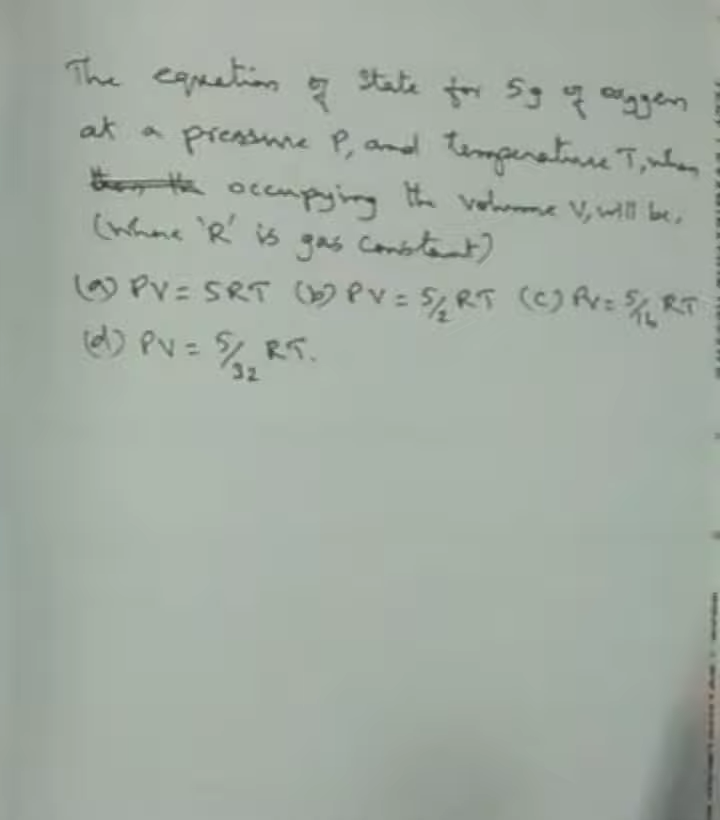 The equation of state for 5g of oxygen
at a pressure P, and temperature T, when
occupying the volume V, will be,
(where 'R' is gas constant)
(a) PV = 5RT (b) PV = 5/2 RT (c) PV = 5/16 RT
(d) PV = 5/32 RT.